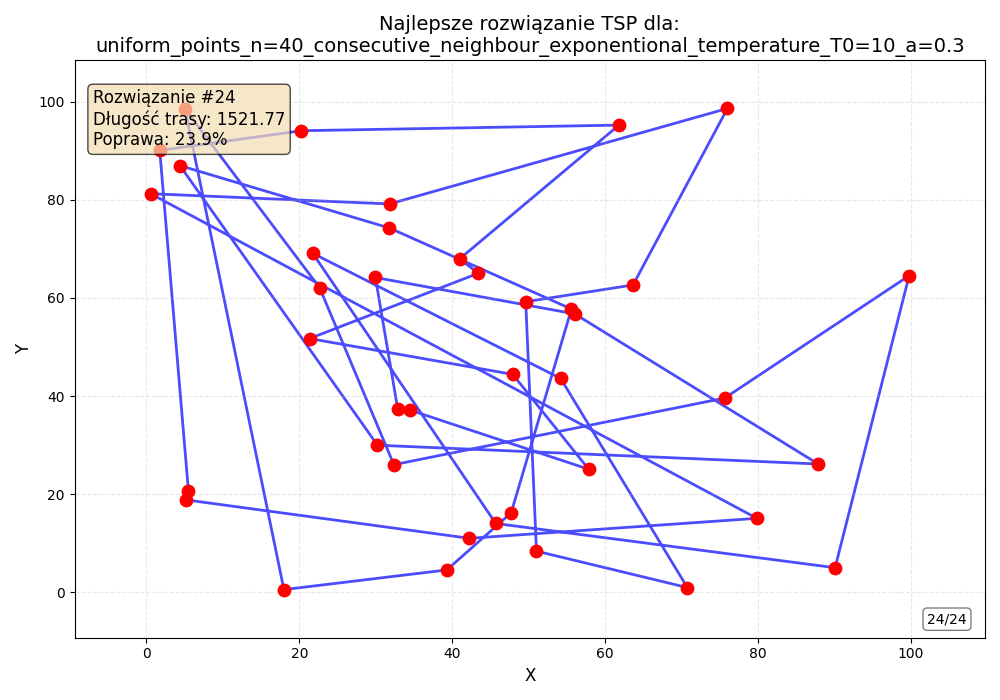 Najlepsze rozwiązanie TSP dla:
uniform_points_n=40_consecutive_neighbour_exponentional_temperature_T0=10_a=0.3
Rozwiązanie #24
Długość trasy: 1521.77
Poprawa: 23.9%
100
80
60
40
20
0
Y
24/24
0 20 40 60 80 100
X